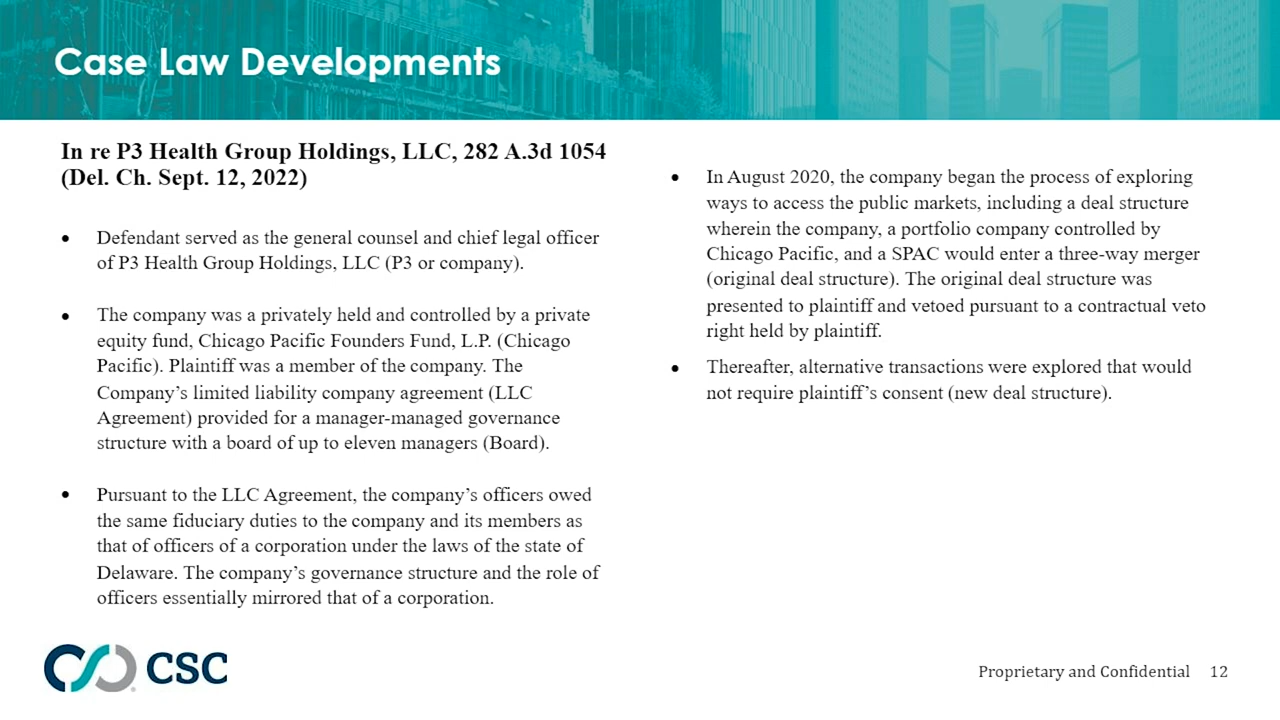 Case Law Developments
In re P3 Health Group Holdings, LLC, 282 A.3d 1054
(Del. Ch. Sept. 12, 2022)
• Defendant served as the general counsel and chief legal officer
of P3 Health Group Holdings, LLC (P3 or company).
• The company was a privately held and controlled by a private
equity fund, Chicago Pacific Founders Fund, L.P. (Chicago
Pacific). Plaintiff was a member of the company. The
Company’s limited liability company agreement (LLC
Agreement) provided for a manager-managed governance
structure with a board of up to eleven managers (Board).
• Pursuant to the LLC Agreement, the company’s officers owed
the same fiduciary duties to the company and its members as
that of officers of a corporation under the laws of the state of
Delaware. The company’s governance structure and the role of
officers essentially mirrored that of a corporation.
• In August 2020, the company began the process of exploring
ways to access the public markets, including a deal structure
wherein the company, a portfolio company controlled by
Chicago Pacific, and a SPAC would enter a three-way merger
(original deal structure). The original deal structure was
presented to plaintiff and vetoed pursuant to a contractual veto
right held by plaintiff.
• Thereafter, alternative transactions were explored that would
not require plaintiff’s consent (new deal structure).
CSC
Proprietary and Confidential 12